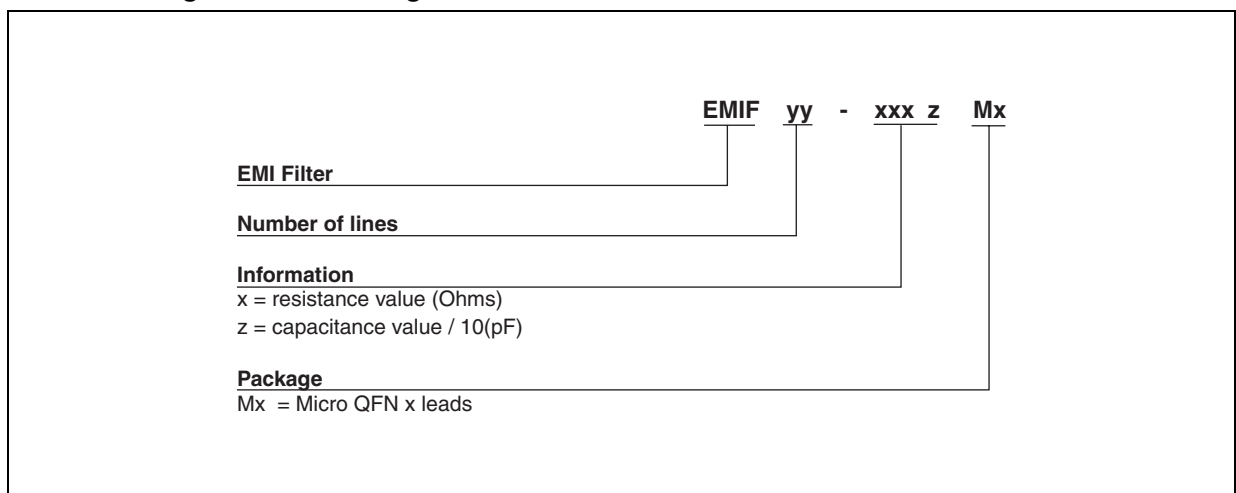 EMIF yy - xxx z Mx
EMI Filter
Number of lines
Information
x = resistance value (Ohms)
z = capacitance value / 10(pF)
Package
Mx = Micro QFN x leads